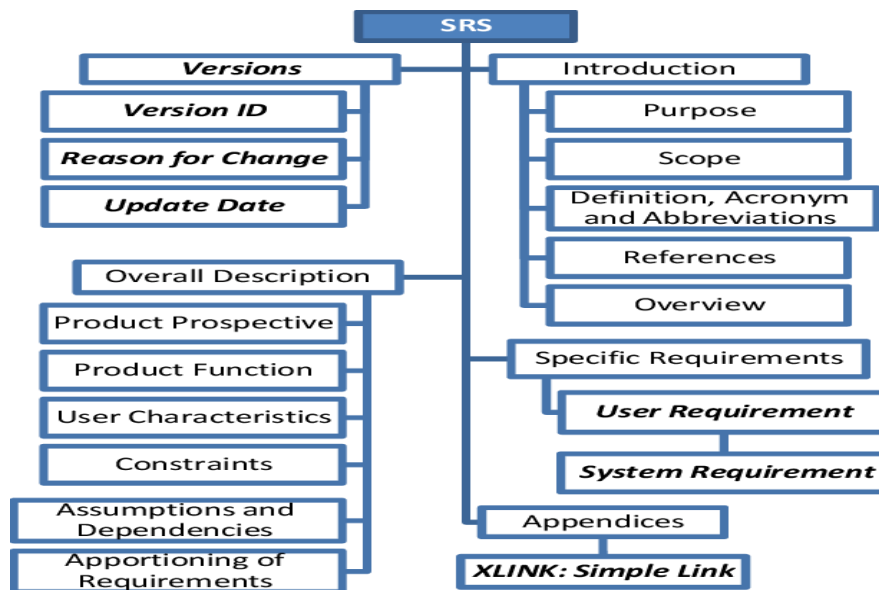 SRS
Versions
Version ID
Reason for Change
Update Date
Introduction
Purpose
Scope
Definition, Acronym
and Abbreviations
References
Overview
Overall Description
Product Prospective
Product Function
User Characteristics
Constraints
Assumptions and
Dependencies
Apportioning of
Requirements
Specific Requirements
User Requirement
System Requirement
Appendices
XLINK: Simple Link